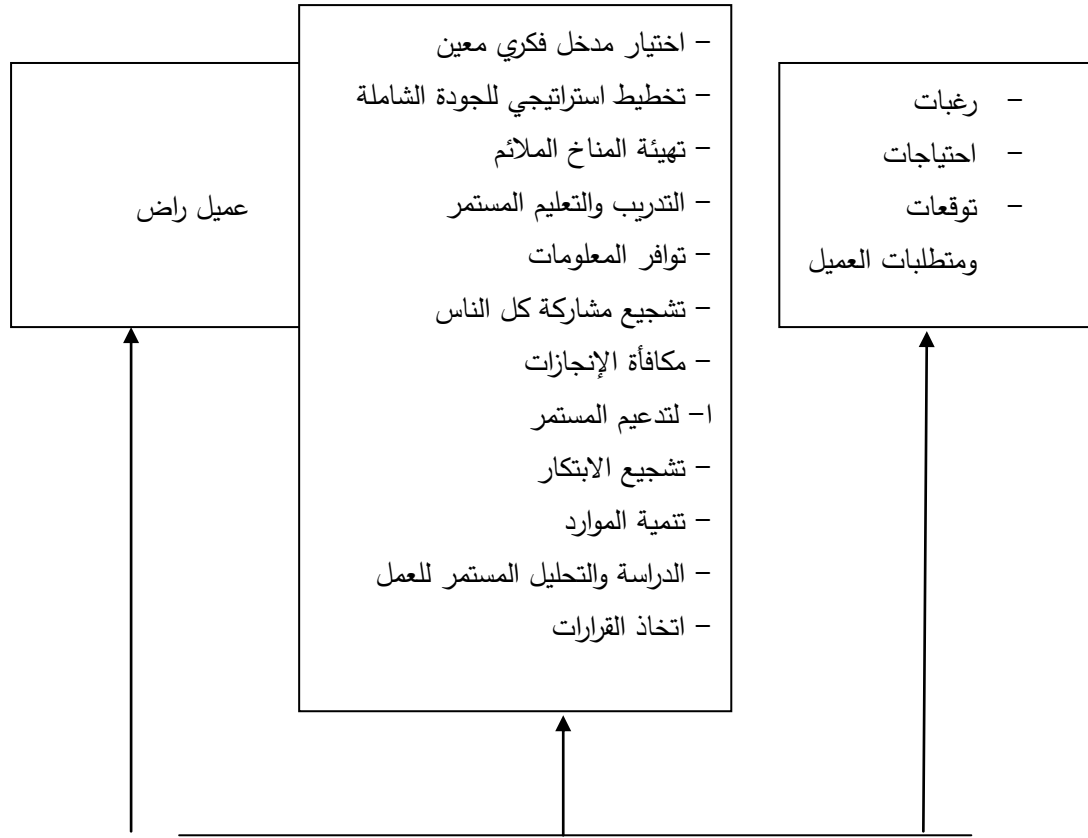 - رغبات
- احتياجات
- توقعات
ومتطلبات العميل
- اختيار مدخل فكري معين
- تخطيط استراتيجي للجودة الشاملة
- تهيئة المناخ الملائم
- التدريب والتعليم المستمر
- توافر المعلومات
- تشجيع مشاركة كل الناس
- مكافأة الإنجازات
ا- لتدعيم المستمر
- تشجيع الابتكار
- تنمية الموارد
- الدراسة والتحليل المستمر للعمل
- اتخاذ القرارات
عميل راض